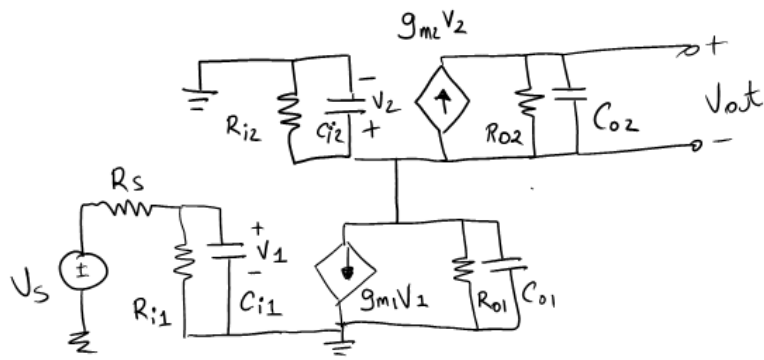 gm2V2
− V2 +
Ri2
Ci2
+
Ro2
Co2
Vout
−
Rs
+ V1 −
Vs
±
Ri1
Ci1
gm1V1
Ro1
Co1